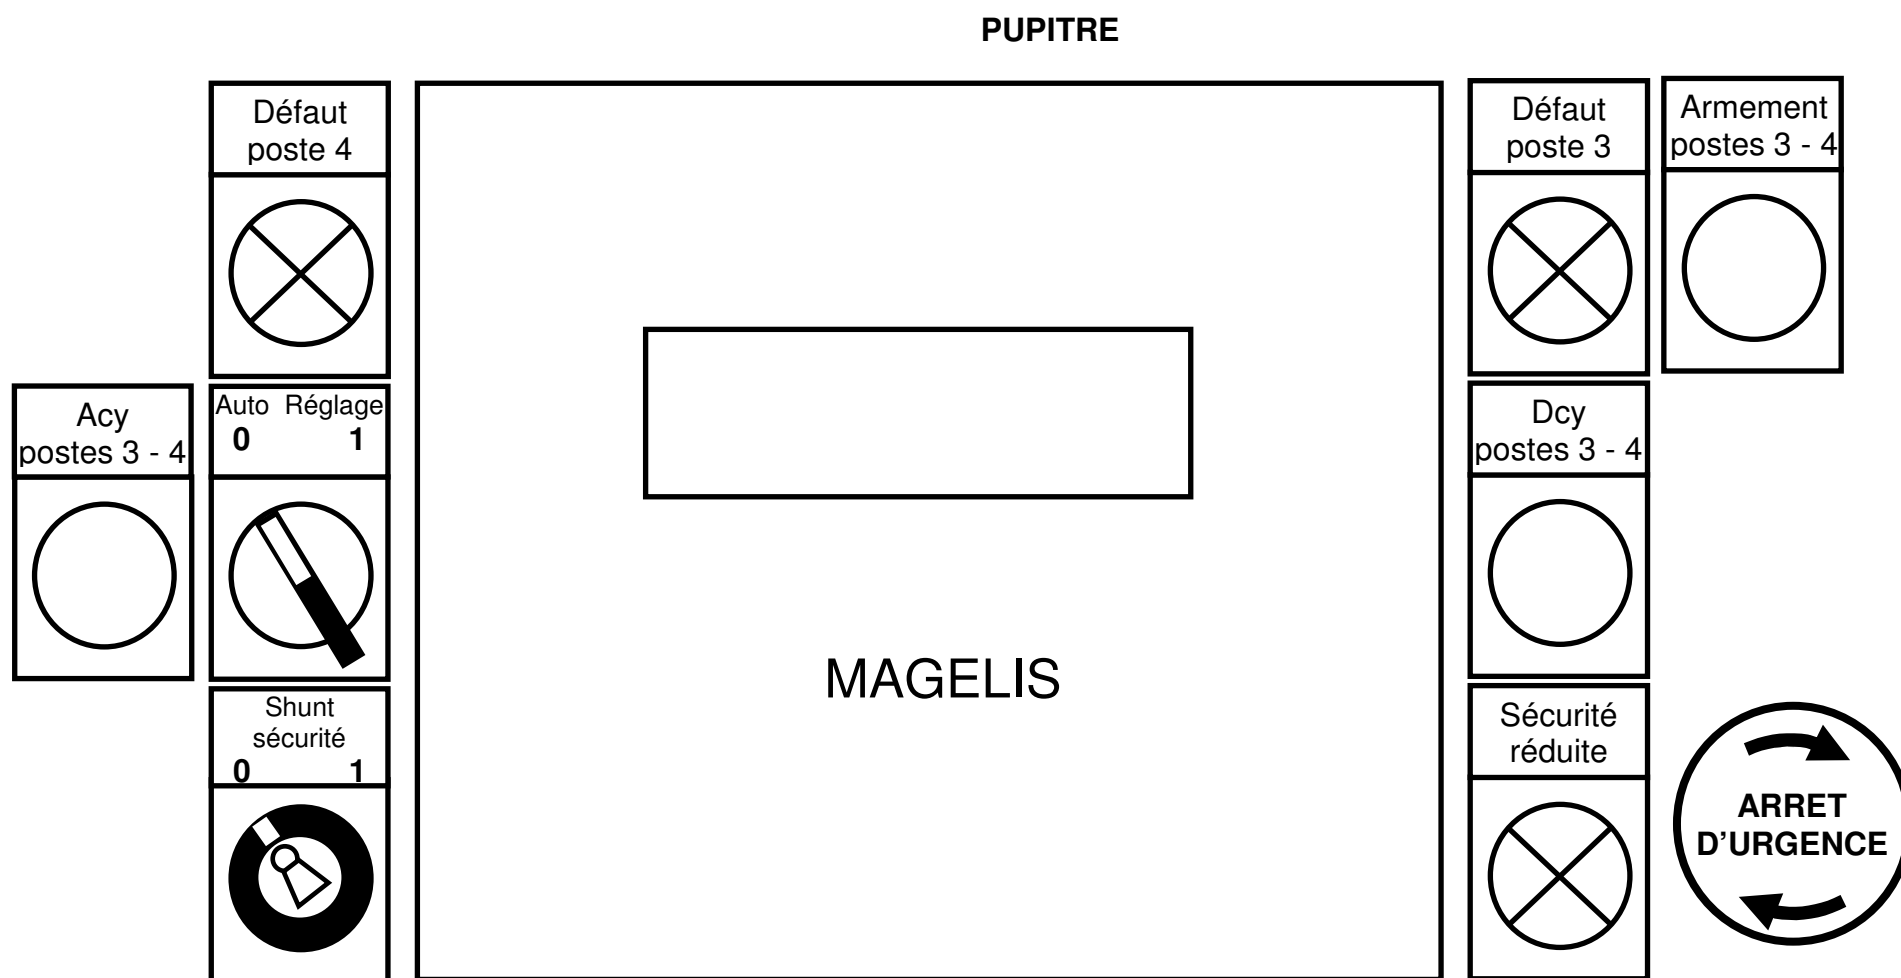 PUPITRE
Défaut
poste 4
Défaut
poste 3
Armement
postes 3 - 4
Acy
postes 3 - 4
Auto Réglage
0 1
Dcy
postes 3 - 4
MAGELIS
Shunt
sécurité
0 1
Sécurité
réduite
ARRET
D’URGENCE